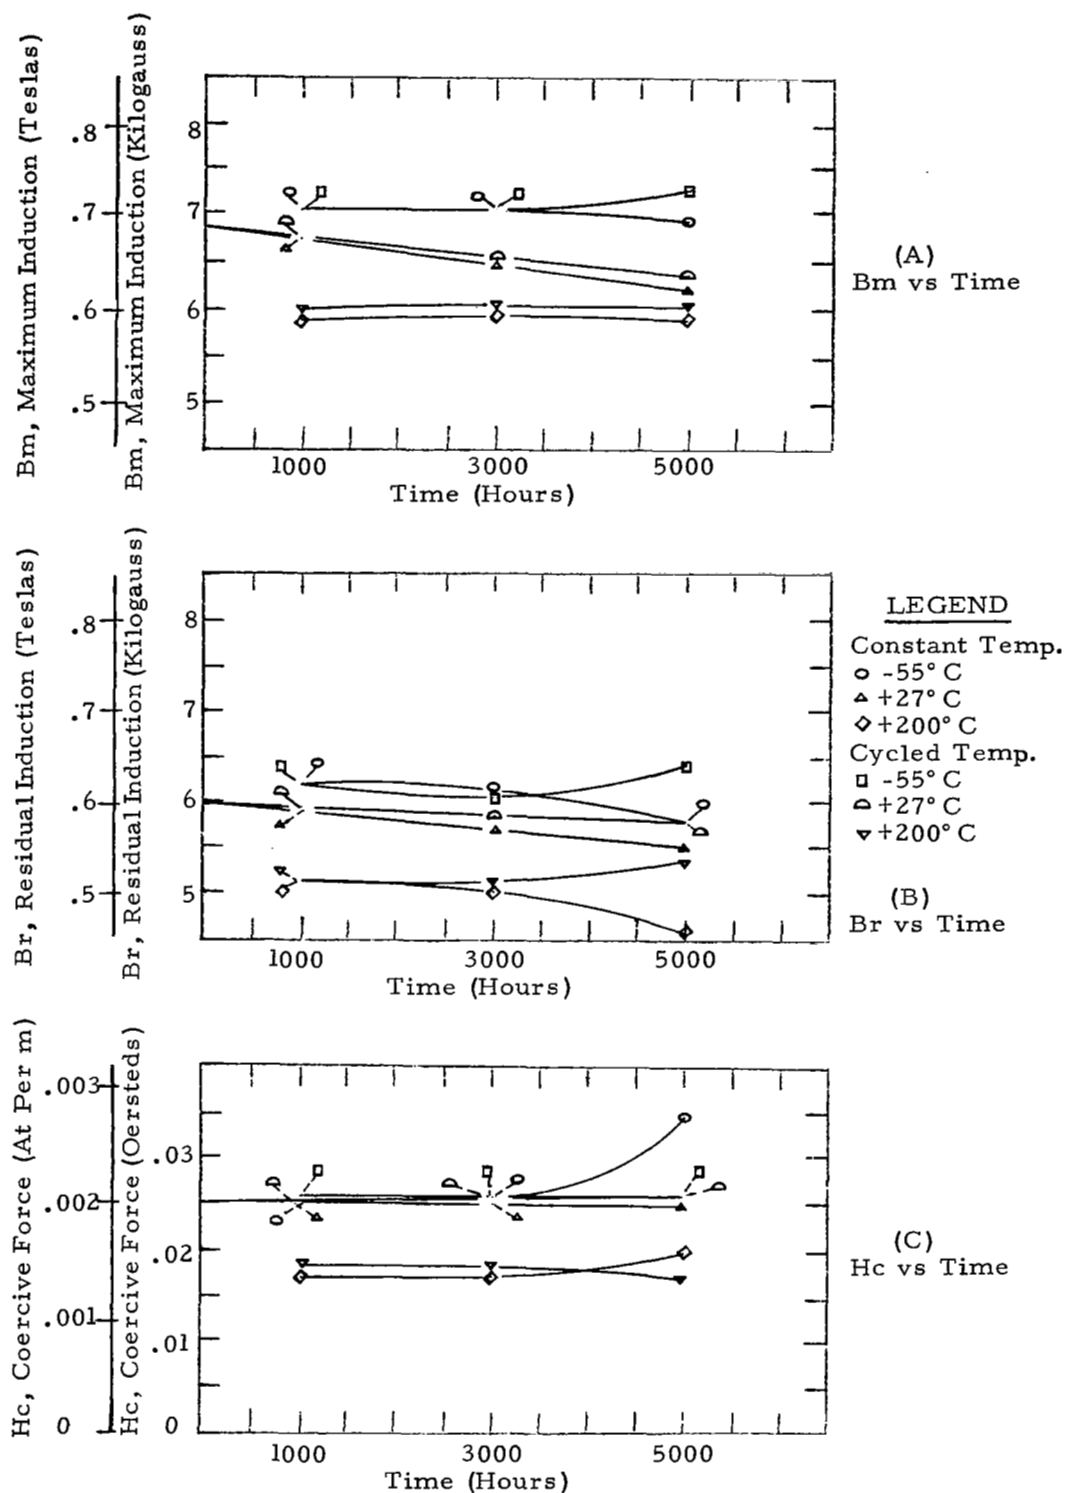 Bm, Maximum Induction (Teslas)
.8
.7
.6
.5
Bm, Maximum Induction (Kilogauss)
8
7
6
5
1000 3000 5000
Time (Hours)
(A)
Bm vs Time
Br, Residual Induction (Teslas)
.8
.7
.6
.5
Br, Residual Induction (Kilogauss)
8
7
6
5
1000 3000 5000
Time (Hours)
LEGEND
Constant Temp.
-55° C
+27° C
+200° C
Cycled Temp.
-55° C
+27° C
+200° C
(B)
Br vs Time
Hc, Coercive Force (At Per m)
.003
.002
.001
0
Hc, Coercive Force (Oersteds)
.03
.02
.01
0
1000 3000 5000
Time (Hours)
(C)
Hc vs Time